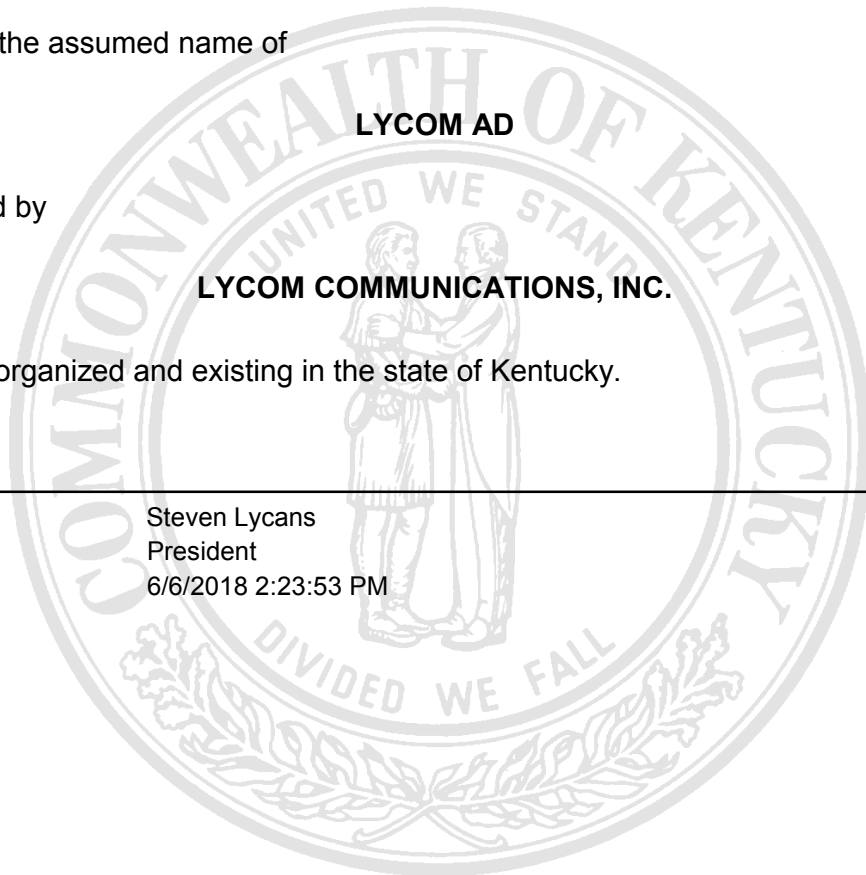 the assumed name of
LYCOM AD
d by
LYCOM COMMUNICATIONS, INC.
organized and existing in the state of Kentucky.
Steven Lycans
President
6/6/2018 2:23:53 PM
COMMONWEALTH OF KENTUCKY
UNITED WE STAND
DIVIDED WE FALL